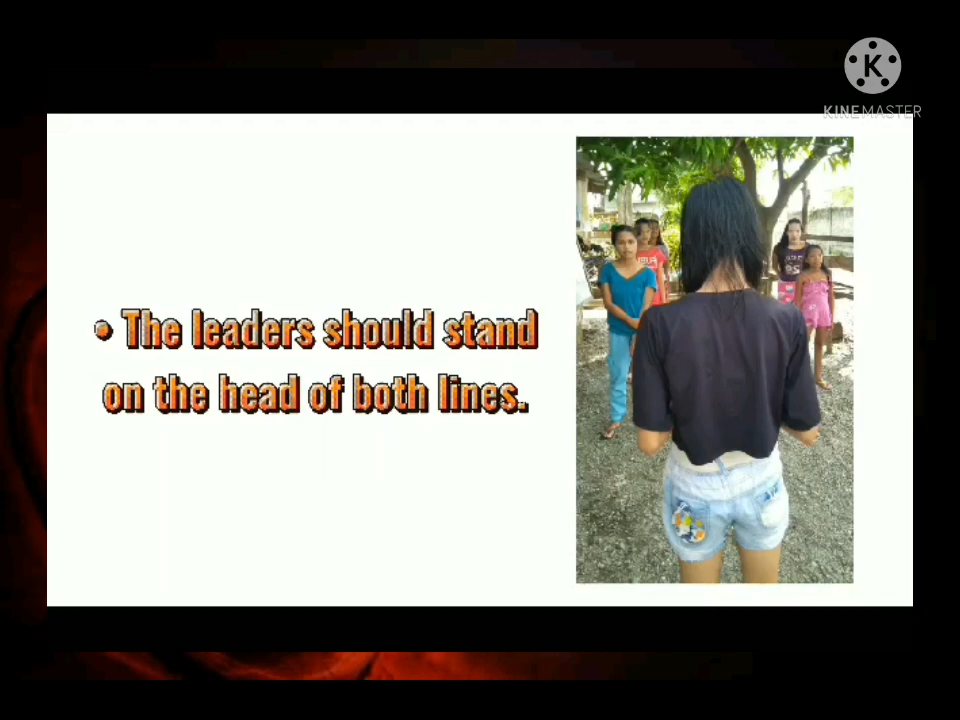 K
KINEMASTER
• The leaders should stand
on the head of both lines.